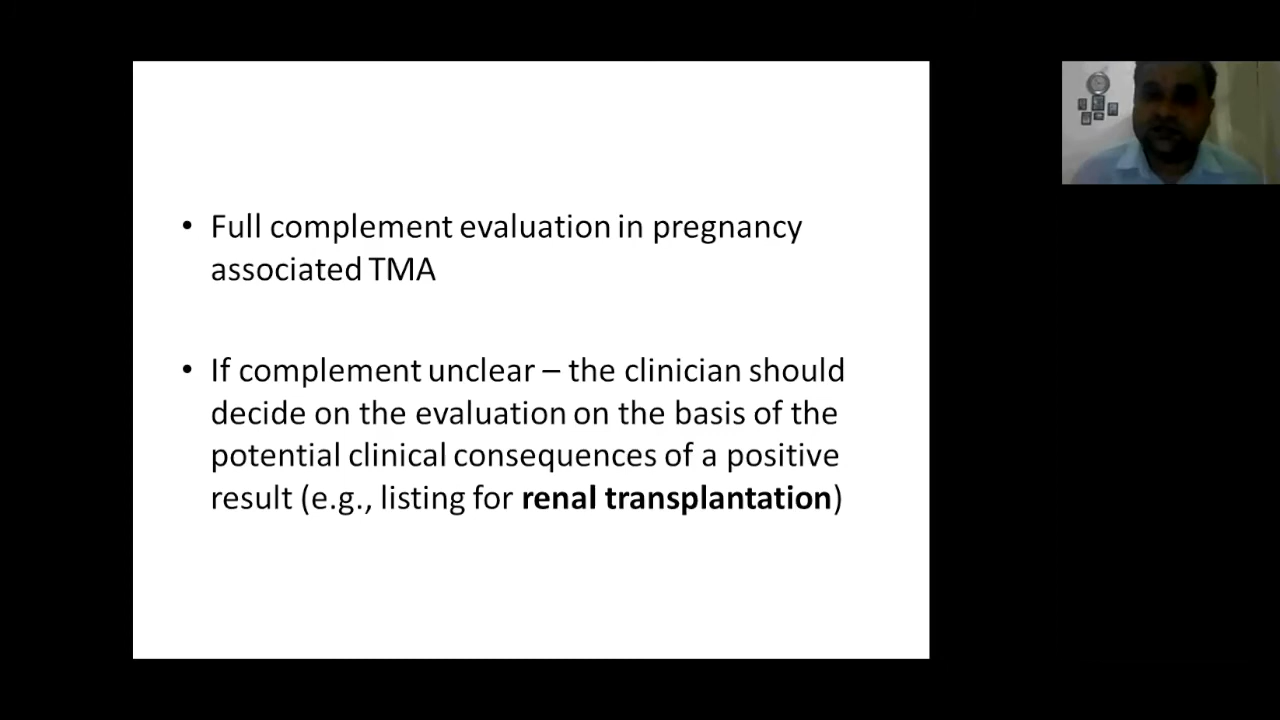 • Full complement evaluation in pregnancy
associated TMA
• If complement unclear – the clinician should
decide on the evaluation on the basis of the
potential clinical consequences of a positive
result (e.g., listing for renal transplantation)